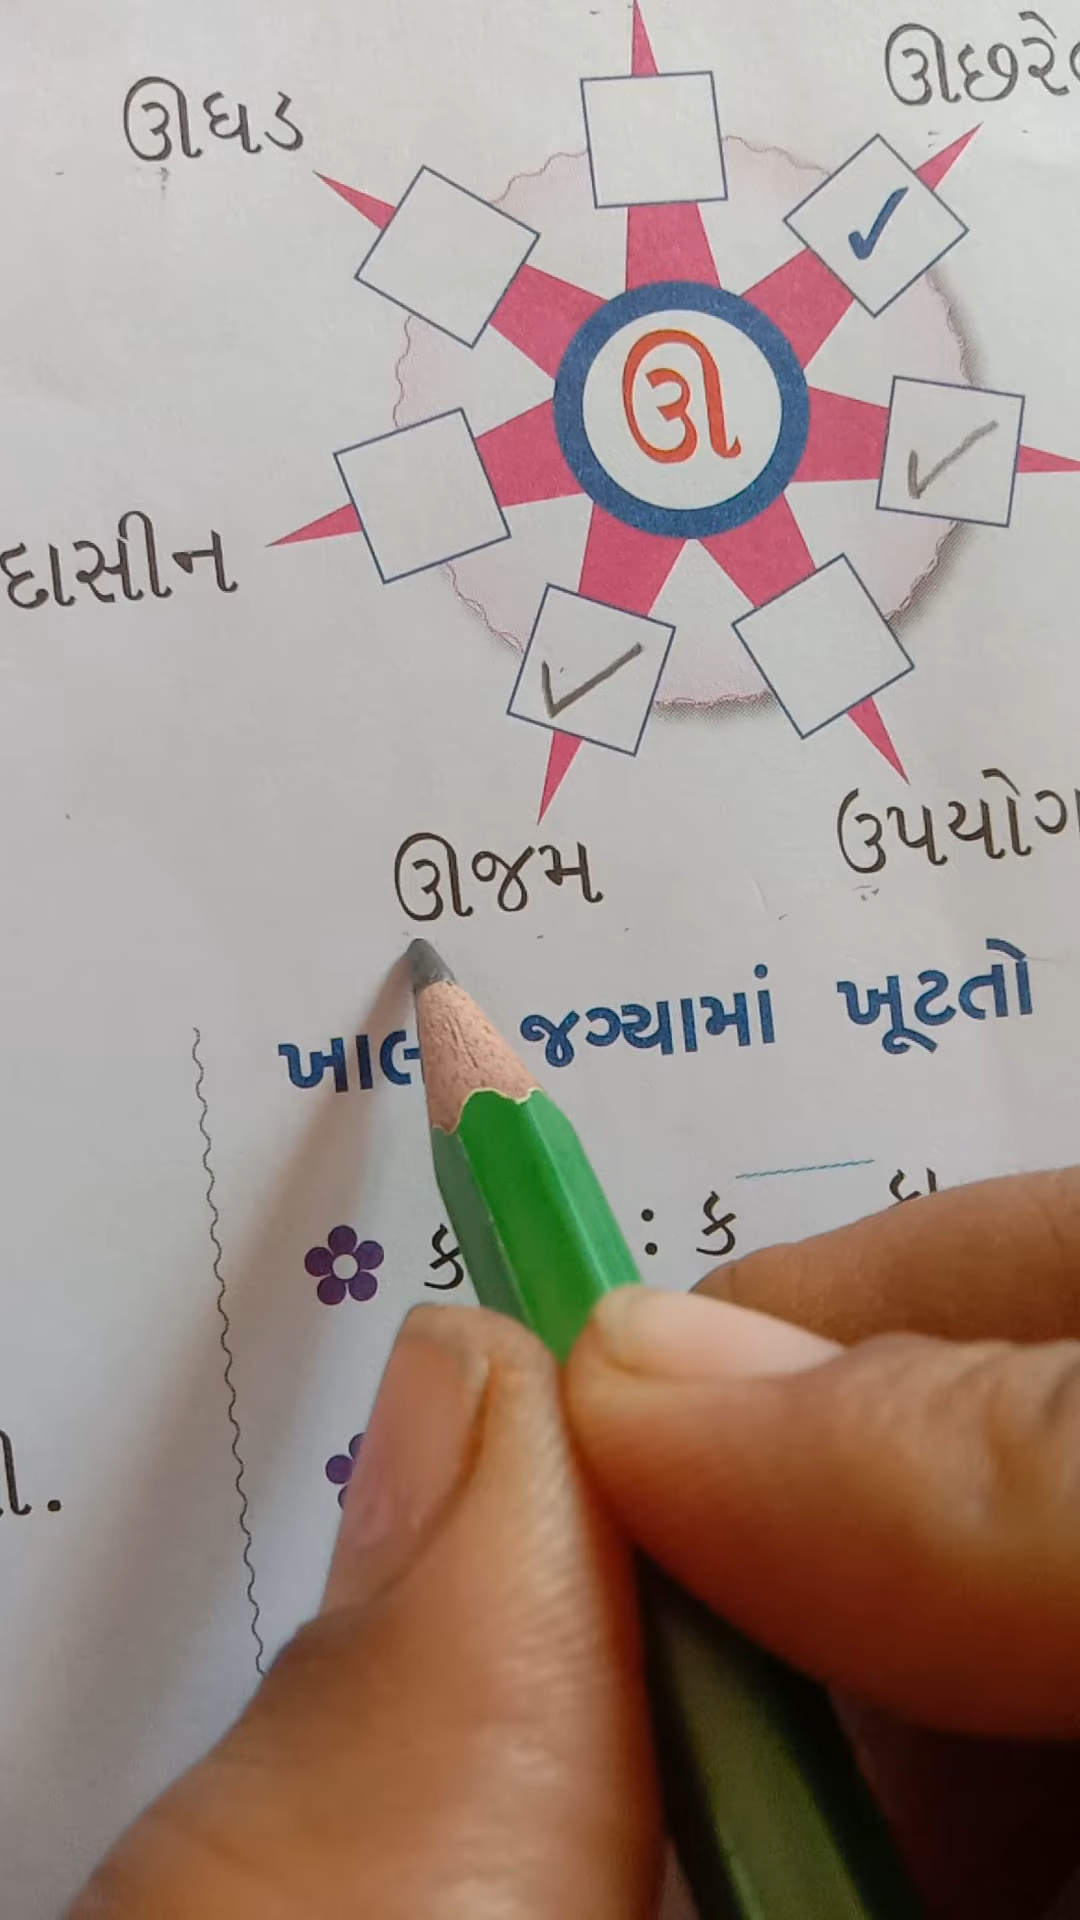 ઊઘડ
ઊછરે
ઊ
દાસીન
ઊજમ
ઉપયોગ
ખાલ જગ્યામાં ખૂટતો
ક : ક